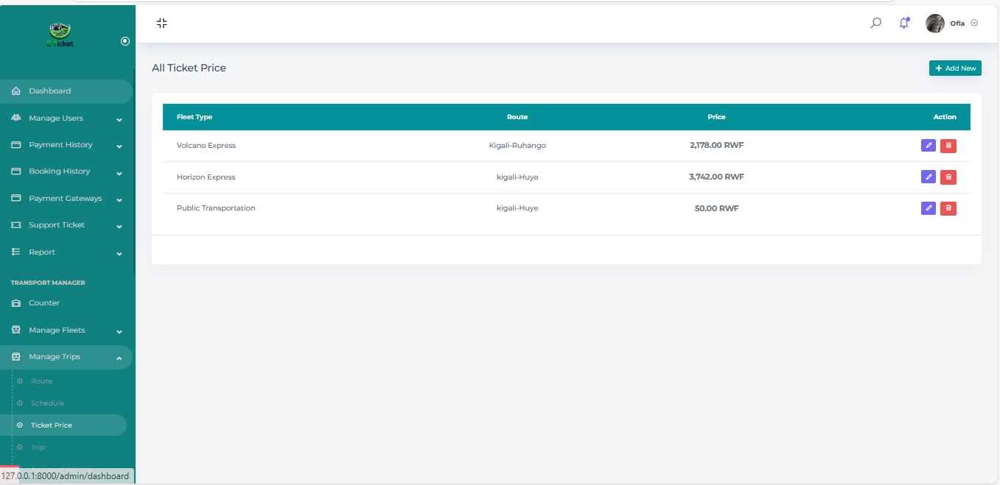 Ofla
Dashboard
Manage Users
Payment History
Booking History
Payment Gateways
Support Ticket
Report
TRANSPORT MANAGER
Counter
Manage Fleets
Manage Trips
Route
Schedule
Ticket Price
Trip
127.0.0.1:8000/admin/dashboard
All Ticket Price
Add New
Fleet Type Route Price Action
Volcano Express Kigali-Ruhango 2,178.00 RWF
Horizon Express kigali-Huye 3,742.00 RWF
Public Transportation kigali-Huye 50.00 RWF